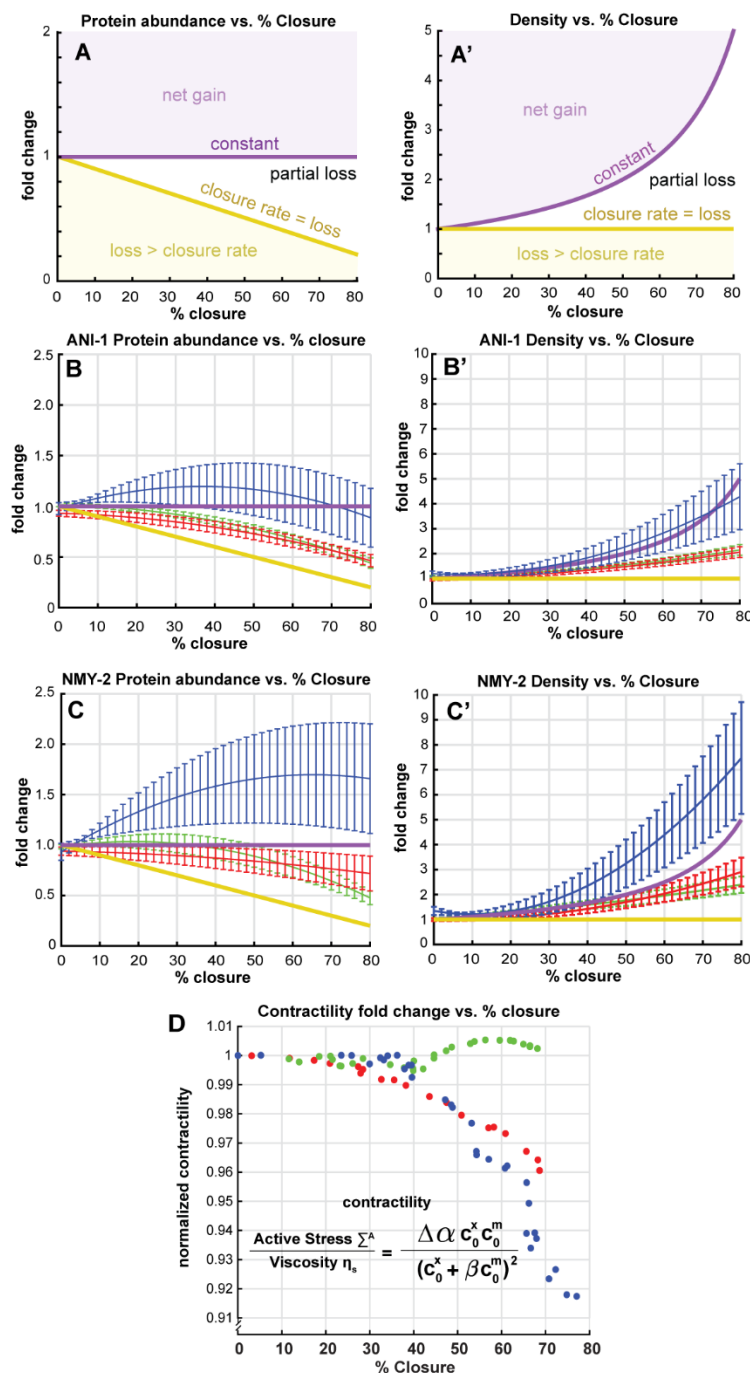 Protein abundance vs. % Closure
A
2
1
0
fold change
net gain
constant
partial loss
closure rate = loss
loss > closure rate
0 10 20 30 40 50 60 70 80
% closure
Density vs. % Closure
A'
5
4
3
2
1
0
fold change
net gain
constant
partial loss
closure rate = loss
loss > closure rate
0 10 20 30 40 50 60 70 80
% closure
ANI-1 Protein abundance vs. % closure
B
2.5
2.0
1.5
1.0
0.5
0
fold change
0 10 20 30 40 50 60 70 80
% closure
ANI-1 Density vs. % Closure
B'
10
9
8
7
6
5
4
3
2
1
0
fold change
0 10 20 30 40 50 60 70 80
% closure
NMY-2 Protein abundance vs. % Closure
C
2.5
2.0
1.5
1.0
0.5
0
fold change
0 10 20 30 40 50 60 70 80
% closure
NMY-2 Density vs. % Closure
C'
10
9
8
7
6
5
4
3
2
1
0
fold change
0 10 20 30 40 50 60 70 80
% closure
D
Contractility fold change vs. % closure
1.01
1
0.99
0.98
0.97
0.96
0.95
0.94
0.93
0.92
0.91
normalized contractility
contractility
Active Stress Σᴬ / Viscosity ηₛ = Δα c₀ˣ c₀ᵐ / (c₀ˣ + βc₀ᵐ)²
0 10 20 30 40 50 60 70 80
% Closure